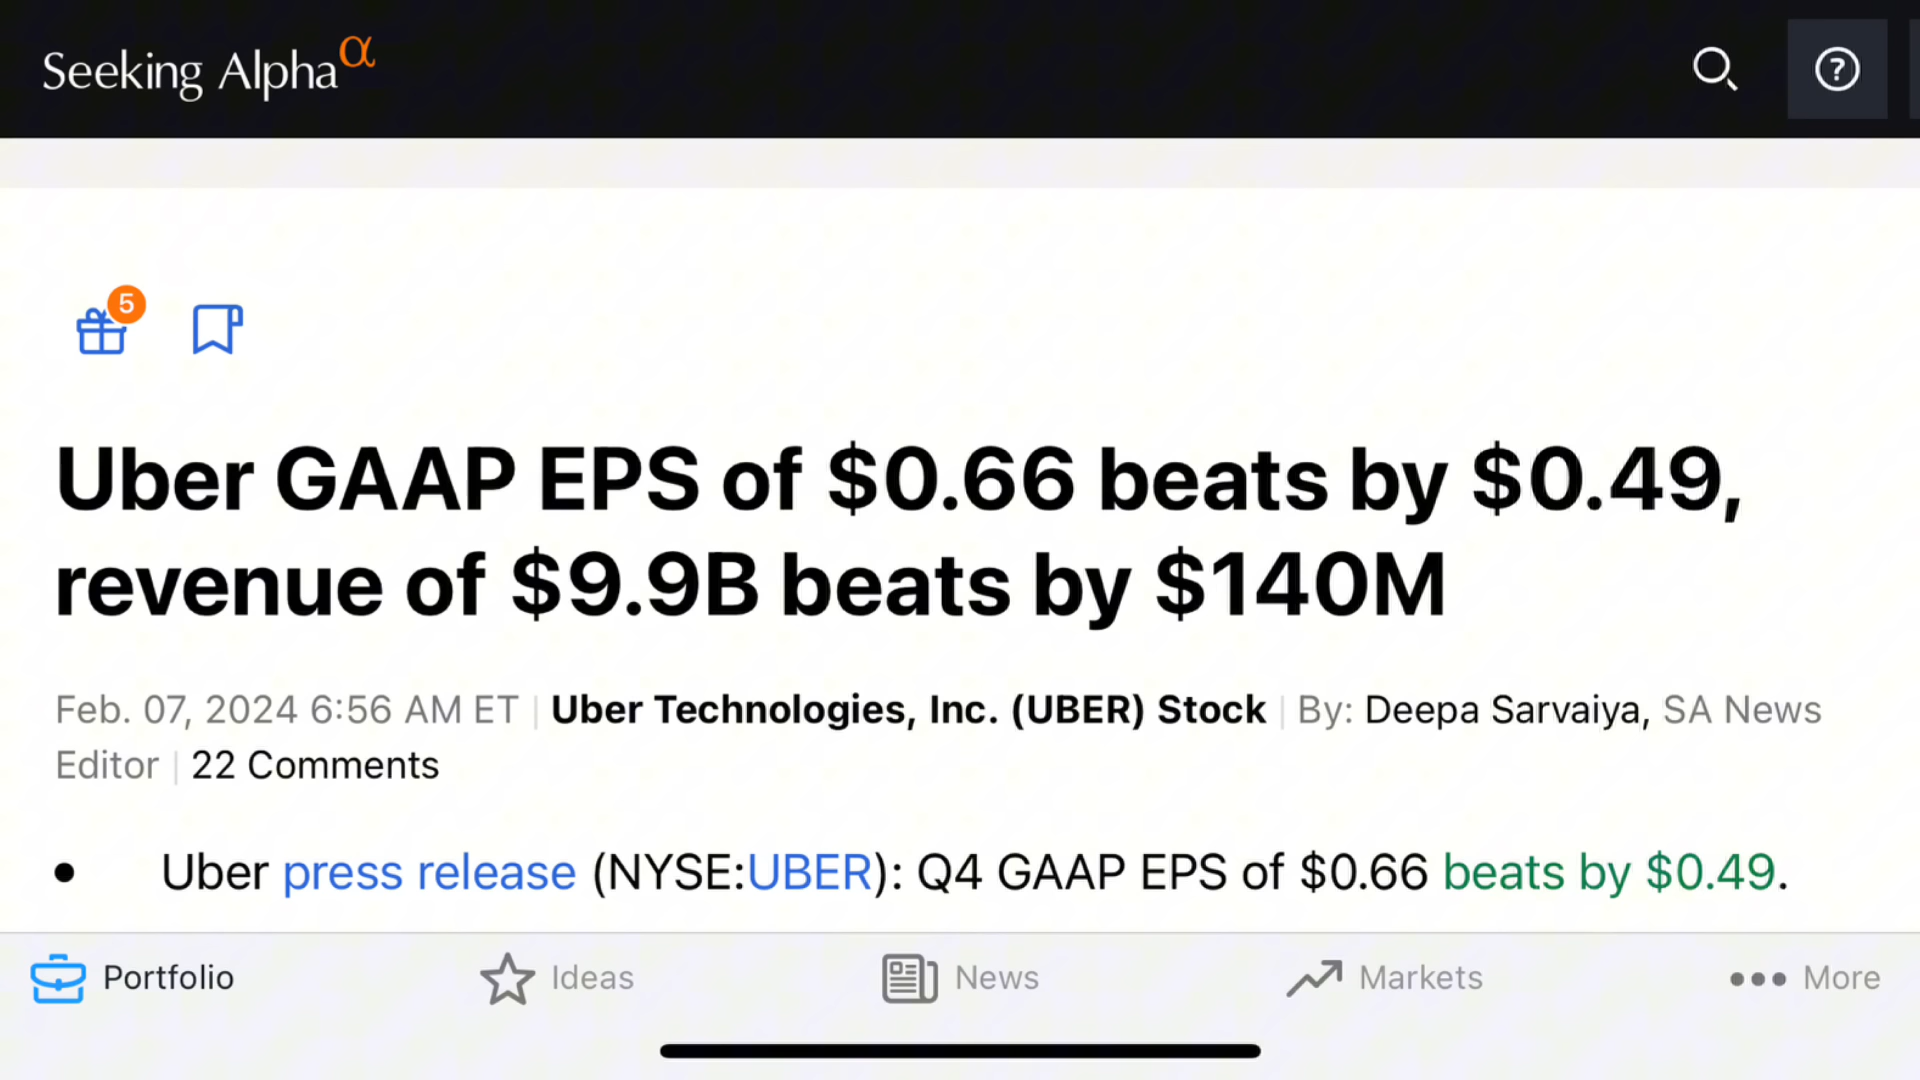 Seeking Alpha α
5
Uber GAAP EPS of $0.66 beats by $0.49,
revenue of $9.9B beats by $140M
Feb. 07, 2024 6:56 AM ET | Uber Technologies, Inc. (UBER) Stock | By: Deepa Sarvaiya, SA News
Editor | 22 Comments
• Uber press release (NYSE:UBER): Q4 GAAP EPS of $0.66 beats by $0.49.
Portfolio
Ideas
News
Markets
More